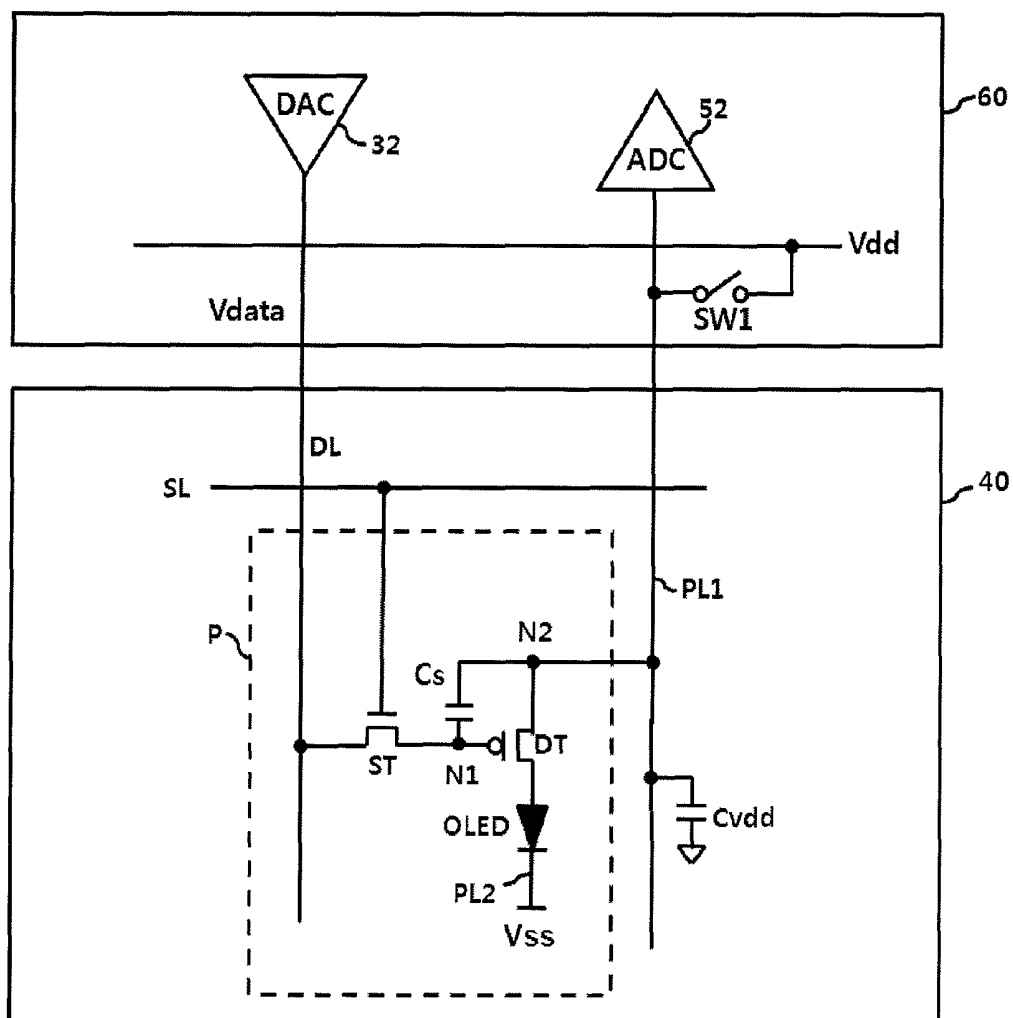 DAC
32
52
ADC
60
Vdd
SW1
Vdata
DL
SL
40
PL1
P
N2
Cs
ST
N1
DT
OLED
Cvdd
PL2
Vss